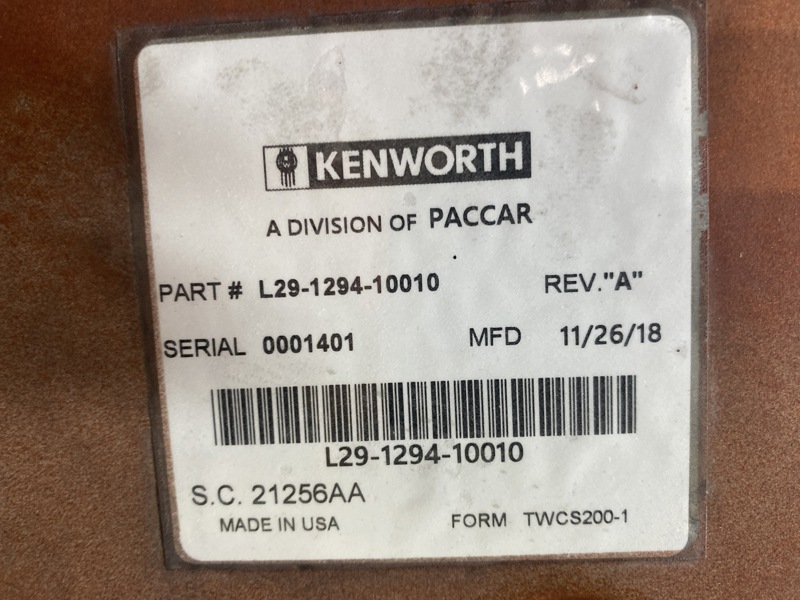 KENWORTH
A DIVISION OF PACCAR
PART # L29-1294-10010 REV."A"
SERIAL 0001401 MFD 11/26/18
L29-1294-10010
S.C. 21256AA
MADE IN USA FORM TWCS200-1